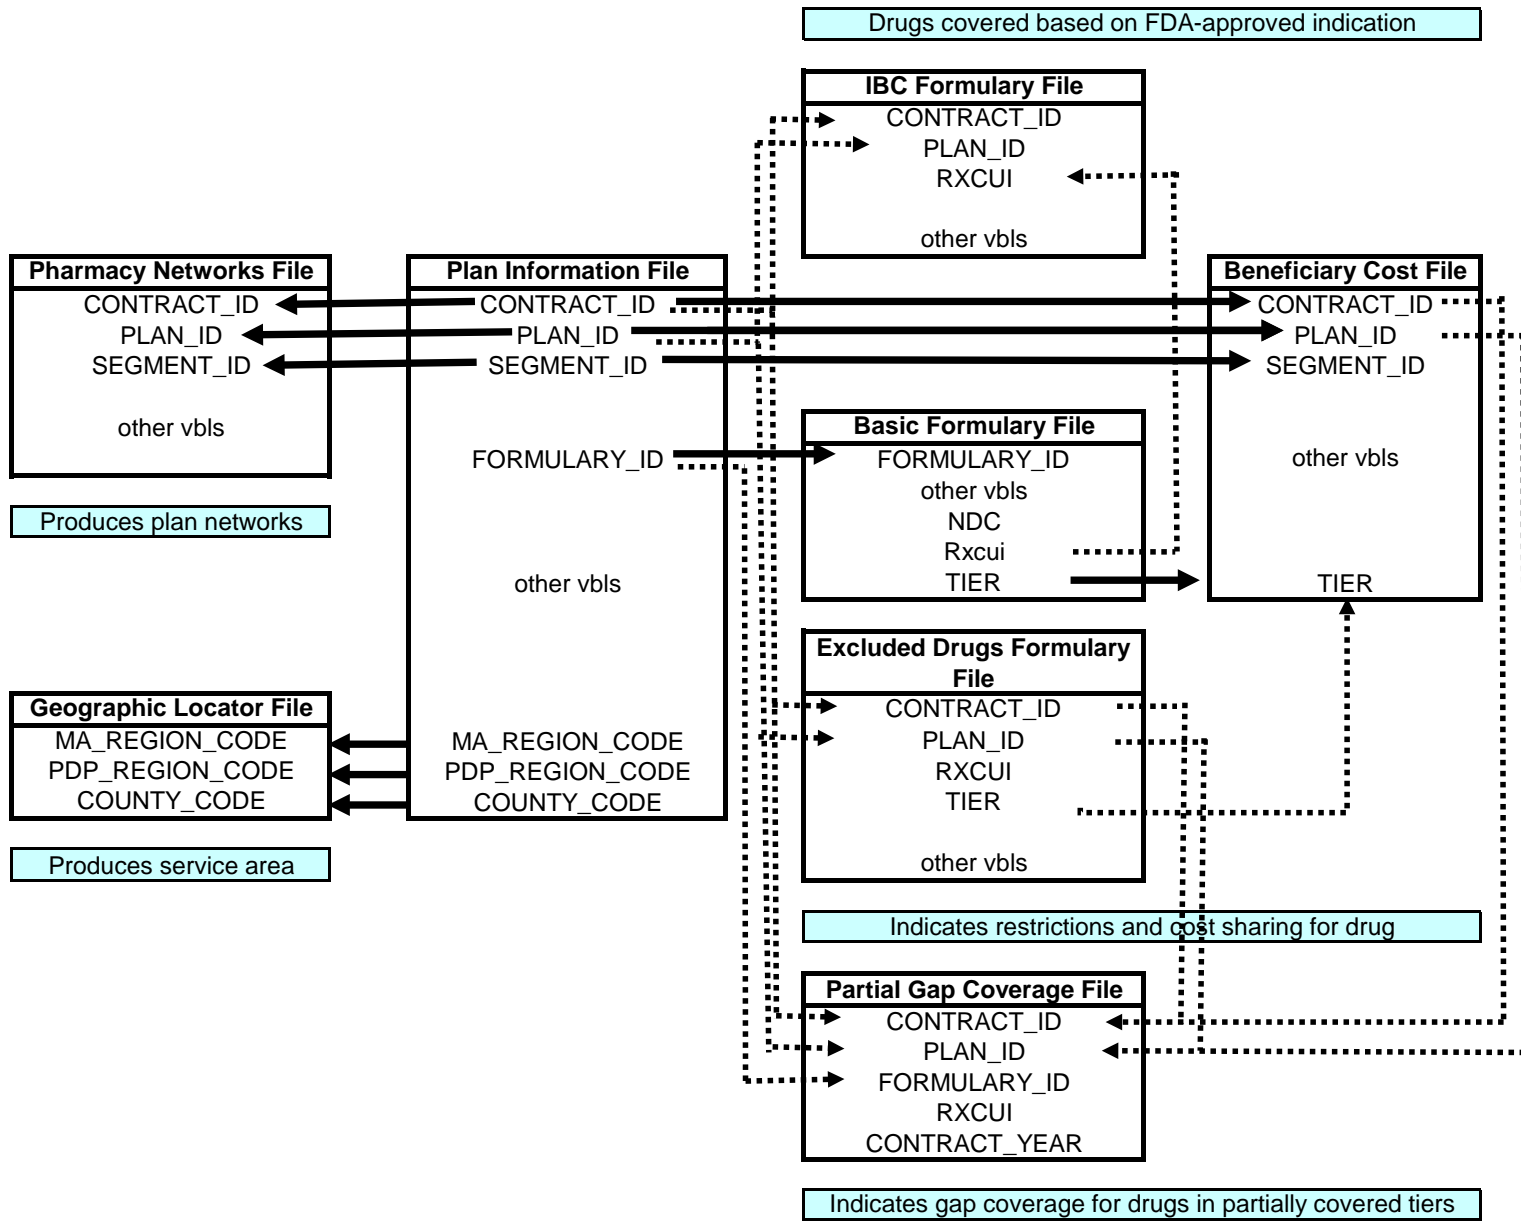 Drugs covered based on FDA-approved indication
IBC Formulary File
CONTRACT_ID
PLAN_ID
RXCUI
other vbls
Pharmacy Networks File
CONTRACT_ID
PLAN_ID
SEGMENT_ID
other vbls
Produces plan networks
Plan Information File
CONTRACT_ID
PLAN_ID
SEGMENT_ID
FORMULARY_ID
other vbls
MA_REGION_CODE
PDP_REGION_CODE
COUNTY_CODE
Beneficiary Cost File
CONTRACT_ID
PLAN_ID
SEGMENT_ID
other vbls
TIER
Basic Formulary File
FORMULARY_ID
other vbls
NDC
Rxcui
TIER
Geographic Locator File
MA_REGION_CODE
PDP_REGION_CODE
COUNTY_CODE
Produces service area
Excluded Drugs Formulary
File
CONTRACT_ID
PLAN_ID
RXCUI
TIER
other vbls
Indicates restrictions and cost sharing for drug
Partial Gap Coverage File
CONTRACT_ID
PLAN_ID
FORMULARY_ID
RXCUI
CONTRACT_YEAR
Indicates gap coverage for drugs in partially covered tiers